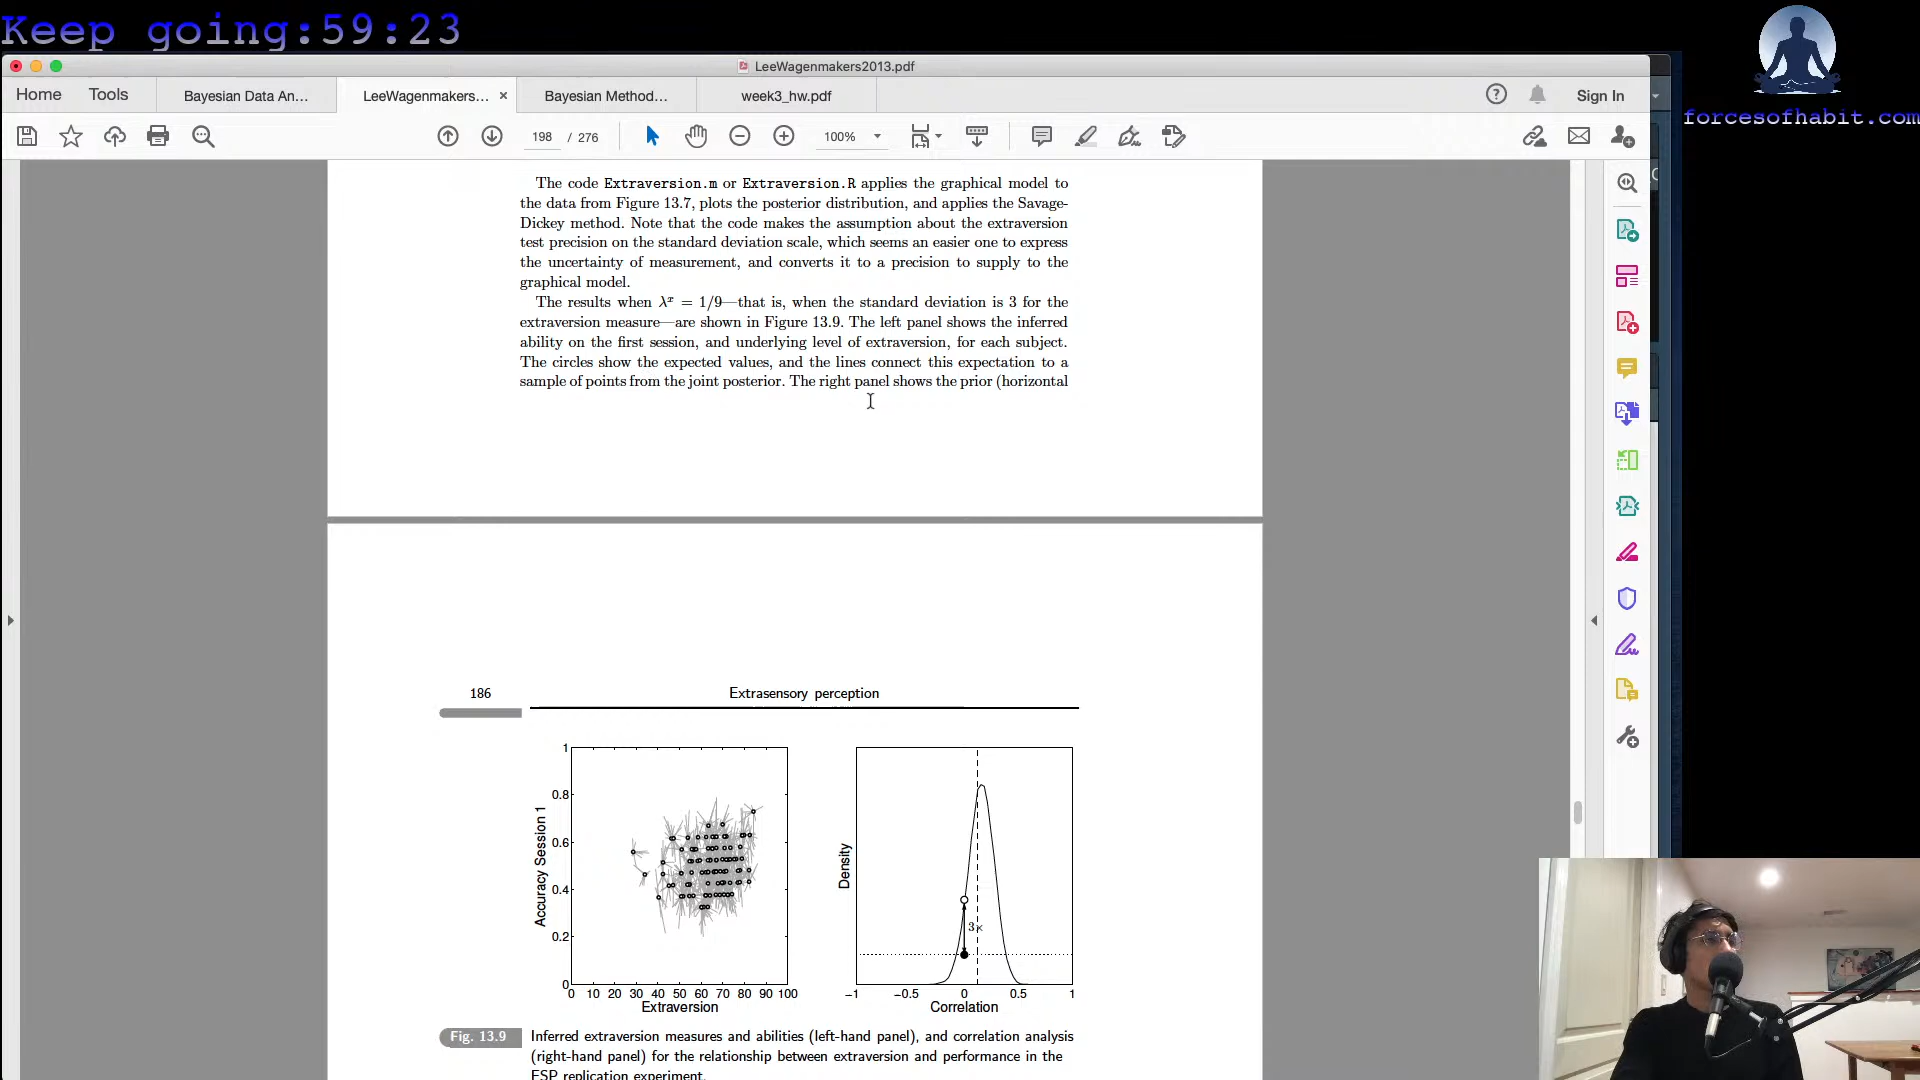 Keep going:59:23
forcesofhabit.com
LeeWagenmakers2013.pdf
Home
Tools
Bayesian Data An...
LeeWagenmakers... ×
Bayesian Method...
week3_hw.pdf
Sign In
198 / 276
100%
The code Extraversion.m or Extraversion.R applies the graphical model to
the data from Figure 13.7, plots the posterior distribution, and applies the Savage-
Dickey method. Note that the code makes the assumption about the extraversion
test precision on the standard deviation scale, which seems an easier one to express
the uncertainty of measurement, and converts it to a precision to supply to the
graphical model.
The results when λˣ = 1/9—that is, when the standard deviation is 3 for the
extraversion measure—are shown in Figure 13.9. The left panel shows the inferred
ability on the first session, and underlying level of extraversion, for each subject.
The circles show the expected values, and the lines connect this expectation to a
sample of points from the joint posterior. The right panel shows the prior (horizontal
186
Extrasensory perception
1
0.8
0.6
0.4
0.2
0
Accuracy Session 1
0 10 20 30 40 50 60 70 80 90 100
Extraversion
Density
3×
−1 −0.5 0 0.5 1
Correlation
Fig. 13.9
Inferred extraversion measures and abilities (left-hand panel), and correlation analysis
(right-hand panel) for the relationship between extraversion and performance in the
ESP replication experiment.